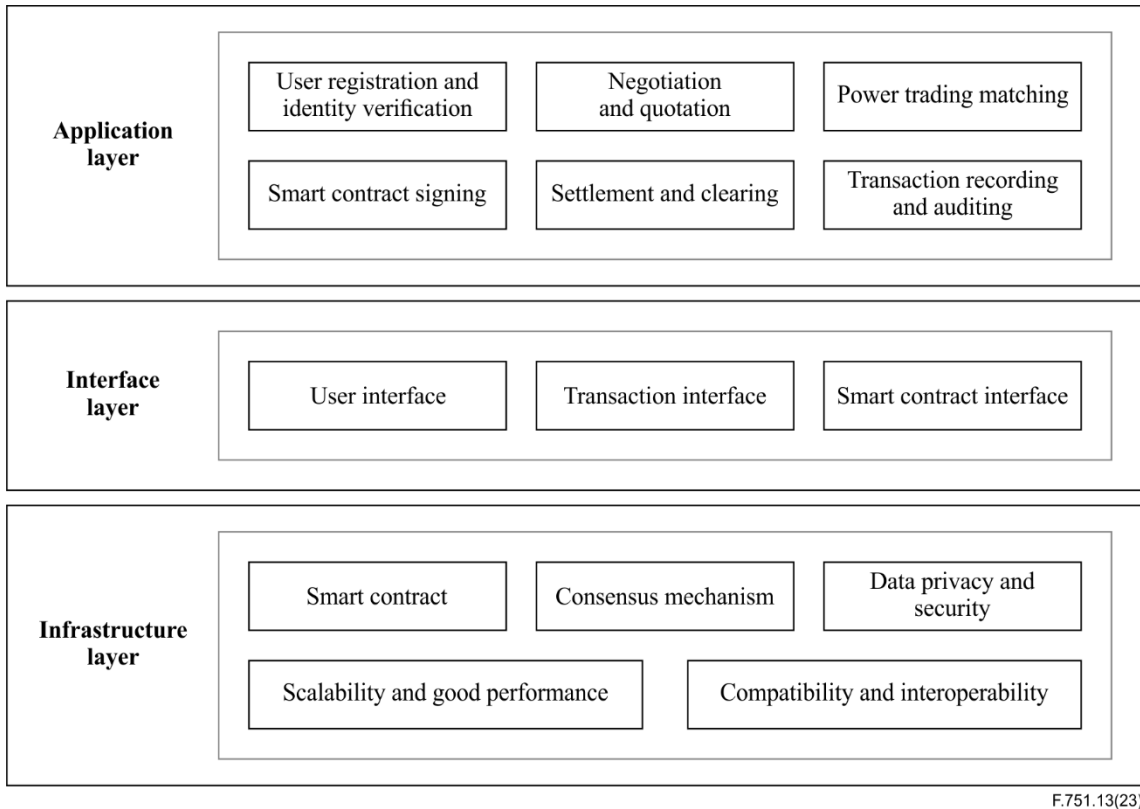 Application
layer
User registration and
identity verification
Negotiation
and quotation
Power trading matching
Smart contract signing
Settlement and clearing
Transaction recording
and auditing
Interface
layer
User interface
Transaction interface
Smart contract interface
Infrastructure
layer
Smart contract
Consensus mechanism
Data privacy and
security
Scalability and good performance
Compatibility and interoperability
F.751.13(23)